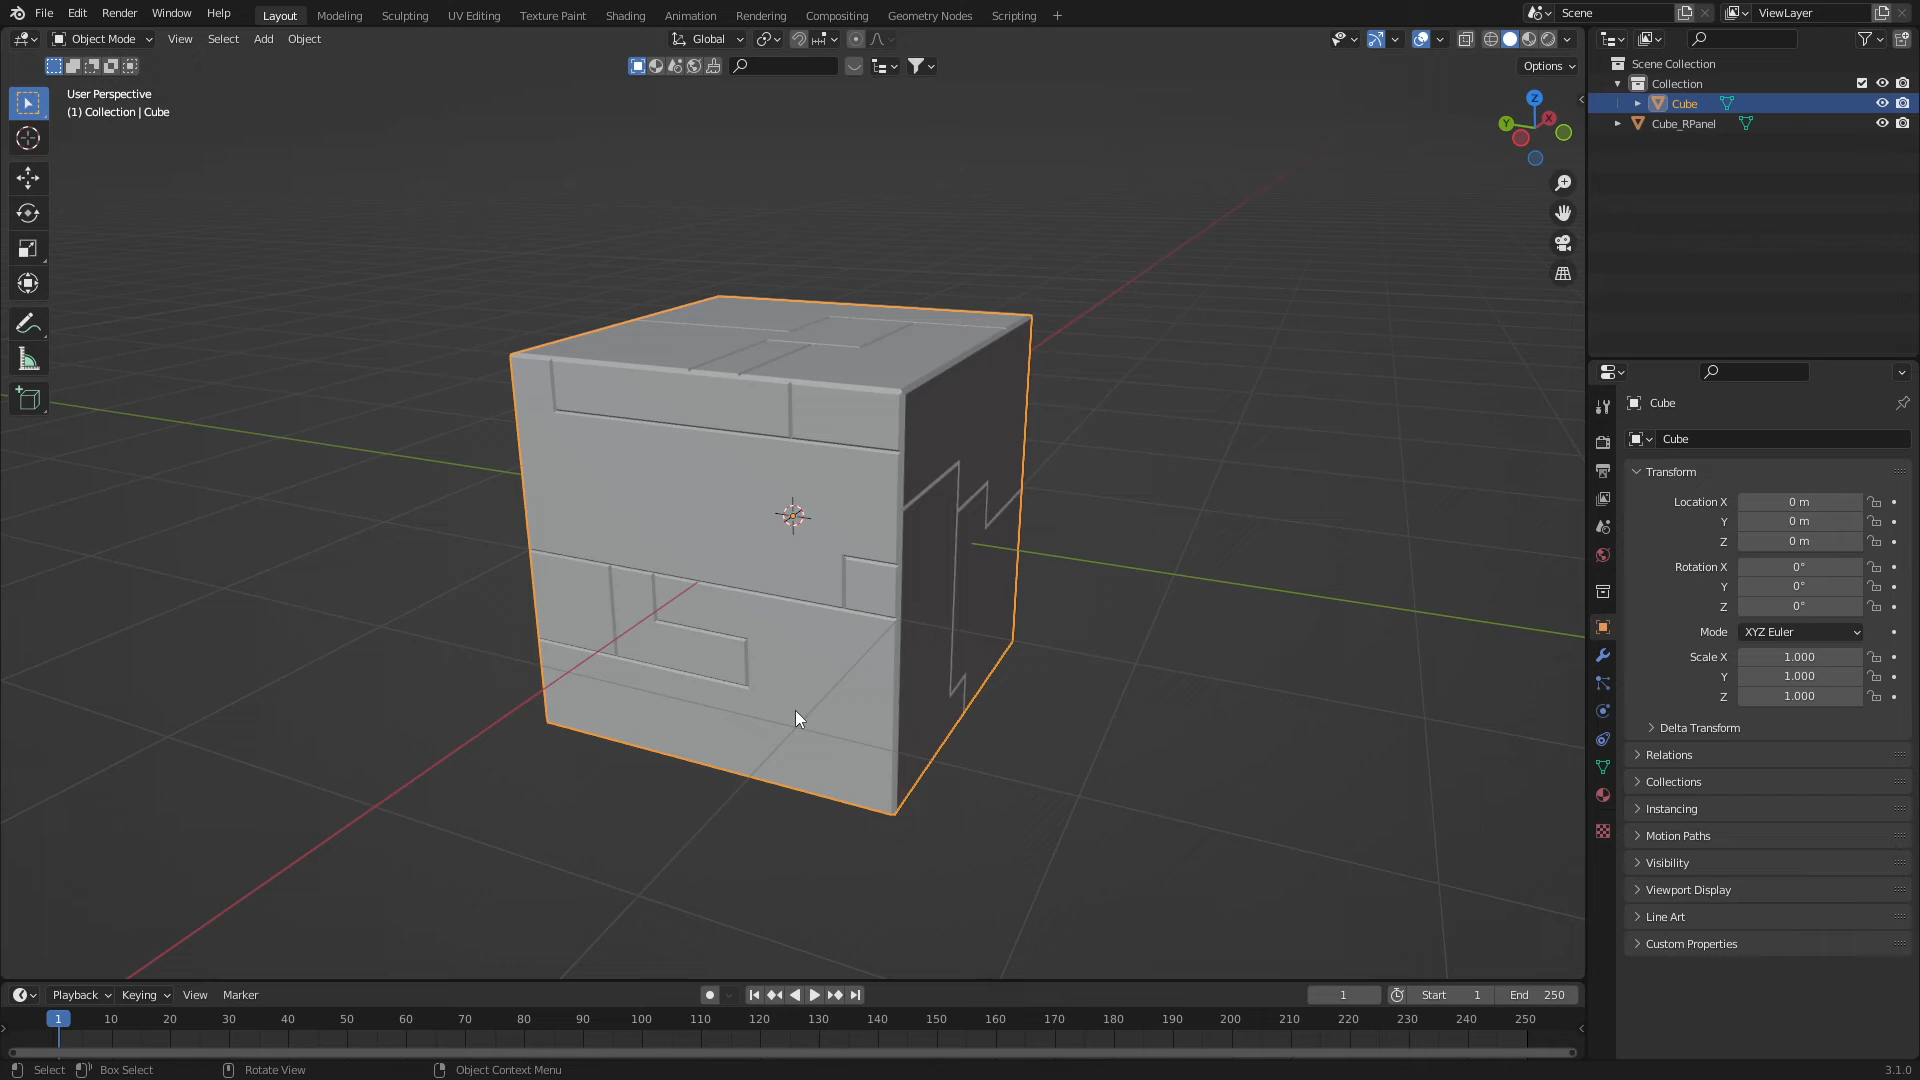 File Edit Render Window Help Layout Modeling Sculpting UV Editing Texture Paint Shading Animation Rendering Compositing Geometry Nodes Scripting Scene ViewLayer
Object Mode View Select Add Object Global
Options
User Perspective
(1) Collection | Cube
Z
X
Y
Scene Collection
Collection
Cube
Cube_RPanel
Cube
Cube
Transform
Location X 0 m
Y 0 m
Z 0 m
Rotation X 0°
Y 0°
Z 0°
Mode XYZ Euler
Scale X 1.000
Y 1.000
Z 1.000
Delta Transform
Relations
Collections
Instancing
Motion Paths
Visibility
Viewport Display
Line Art
Custom Properties
Playback Keying View Marker 1 Start 1 End 250
1 10 20 30 40 50 60 70 80 90 100 110 120 130 140 150 160 170 180 190 200 210 220 230 240 250
Select Box Select Rotate View Object Context Menu 3.1.0